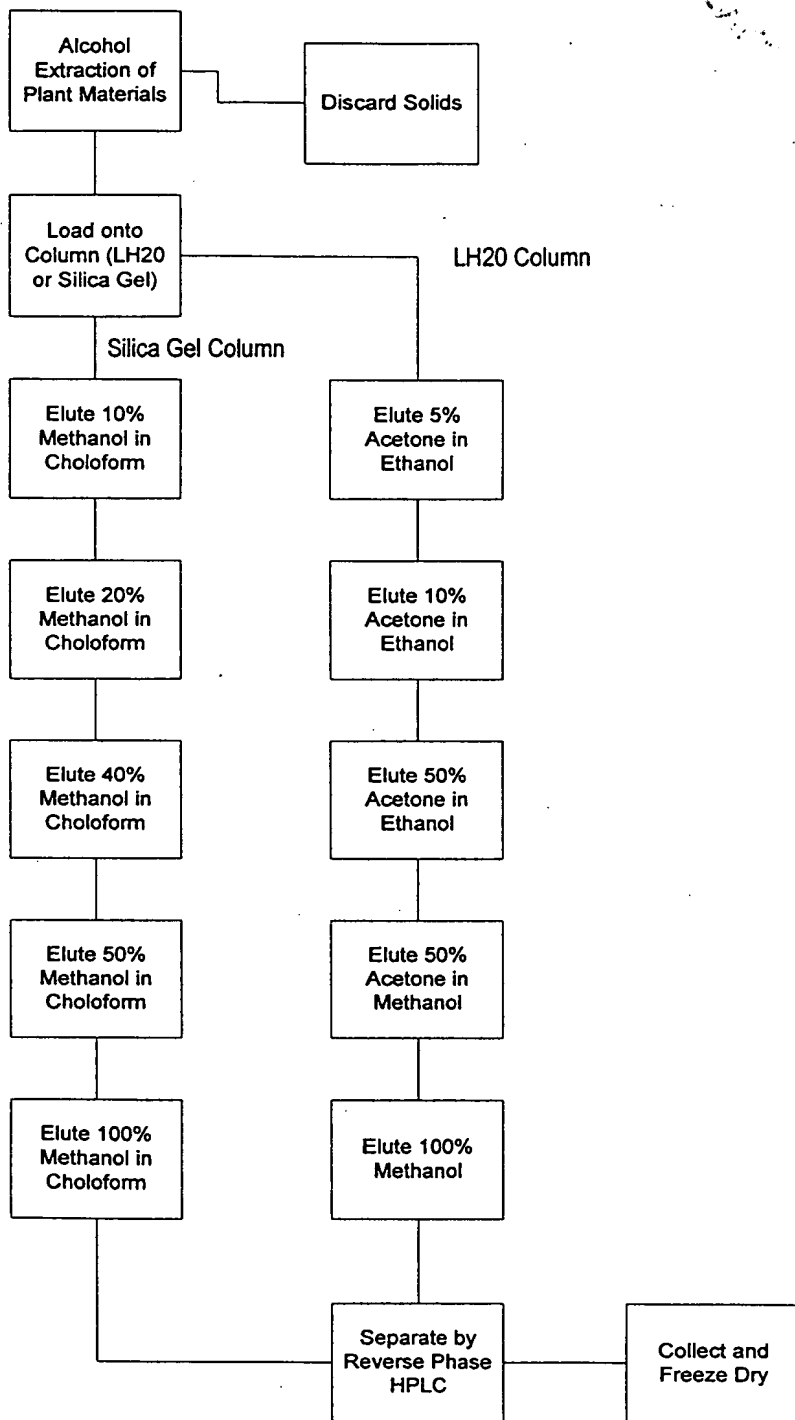 Alcohol
Extraction of
Plant Materials
Discard Solids
Load onto
Column (LH20
or Silica Gel)
LH20 Column
Silica Gel Column
Elute 10%
Methanol in
Choloform
Elute 5%
Acetone in
Ethanol
Elute 20%
Methanol in
Choloform
Elute 10%
Acetone in
Ethanol
Elute 40%
Methanol in
Choloform
Elute 50%
Acetone in
Ethanol
Elute 50%
Methanol in
Choloform
Elute 50%
Acetone in
Methanol
Elute 100%
Methanol in
Choloform
Elute 100%
Methanol
Separate by
Reverse Phase
HPLC
Collect and
Freeze Dry